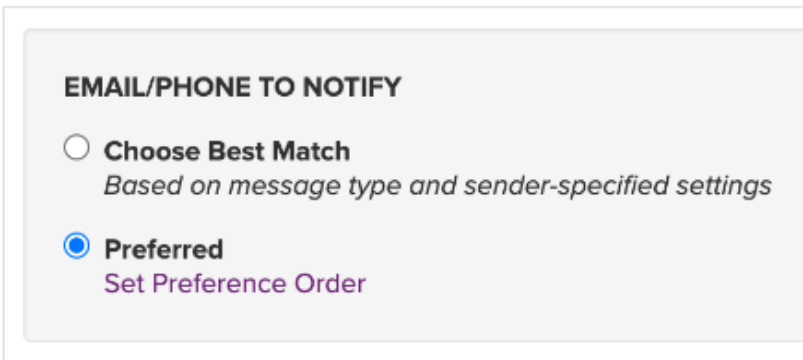 EMAIL/PHONE TO NOTIFY
Choose Best Match
Based on message type and sender-specified settings
Preferred
Set Preference Order